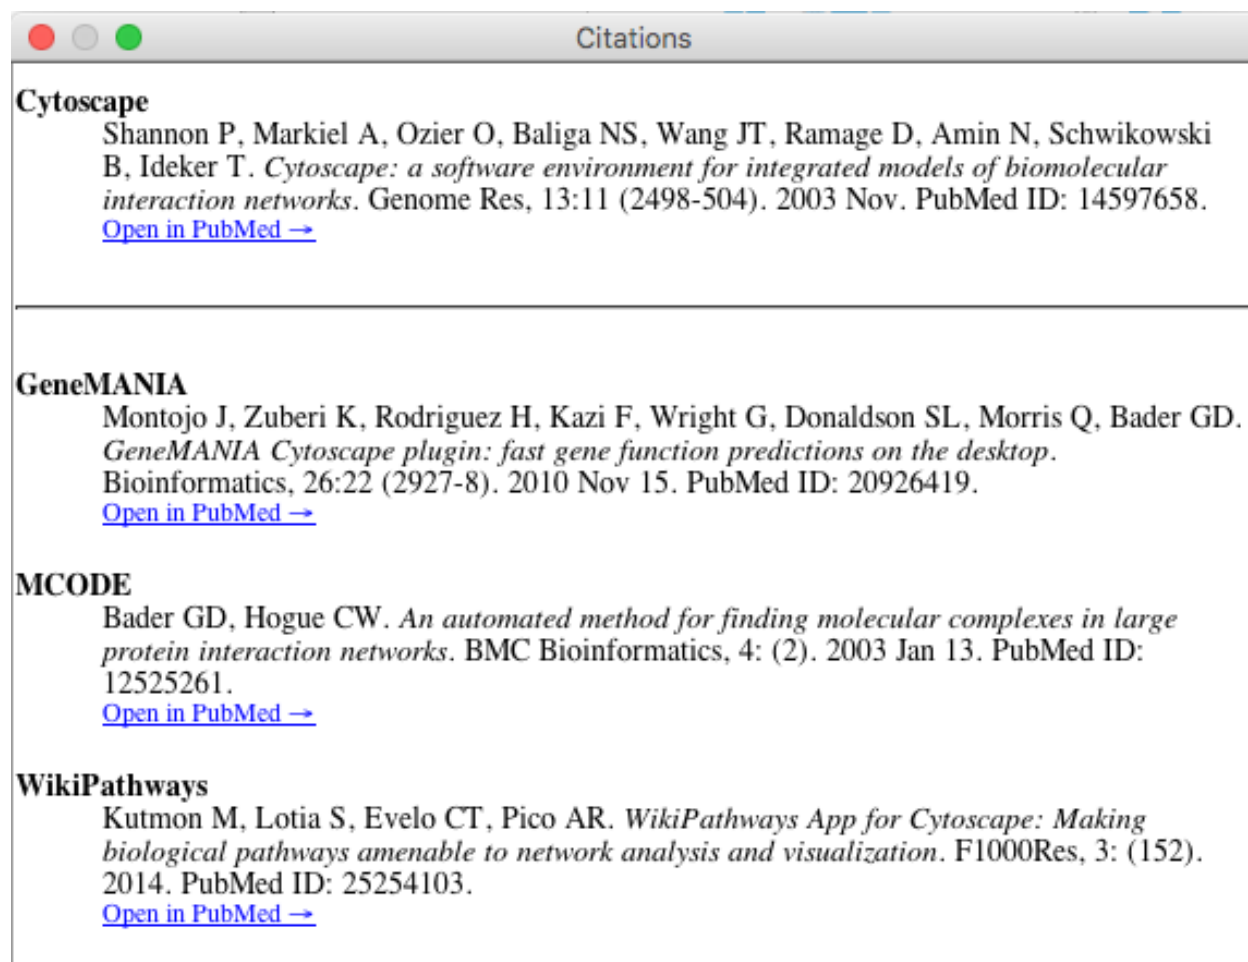 Citations
Cytoscape
Shannon P, Markiel A, Ozier O, Baliga NS, Wang JT, Ramage D, Amin N, Schwikowski
B, Ideker T. Cytoscape: a software environment for integrated models of biomolecular
interaction networks. Genome Res, 13:11 (2498-504). 2003 Nov. PubMed ID: 14597658.
Open in PubMed →
GeneMANIA
Montojo J, Zuberi K, Rodriguez H, Kazi F, Wright G, Donaldson SL, Morris Q, Bader GD.
GeneMANIA Cytoscape plugin: fast gene function predictions on the desktop.
Bioinformatics, 26:22 (2927-8). 2010 Nov 15. PubMed ID: 20926419.
Open in PubMed →
MCODE
Bader GD, Hogue CW. An automated method for finding molecular complexes in large
protein interaction networks. BMC Bioinformatics, 4: (2). 2003 Jan 13. PubMed ID:
12525261.
Open in PubMed →
WikiPathways
Kutmon M, Lotia S, Evelo CT, Pico AR. WikiPathways App for Cytoscape: Making
biological pathways amenable to network analysis and visualization. F1000Res, 3: (152).
2014. PubMed ID: 25254103.
Open in PubMed →